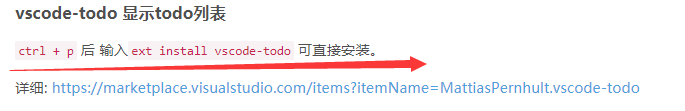 vscode-todo 显示todo列表
ctrl + p 后 输入 ext install vscode-todo 可直接安装。
详细: https://marketplace.visualstudio.com/items?itemName=MattiasPernhult.vscode-todo